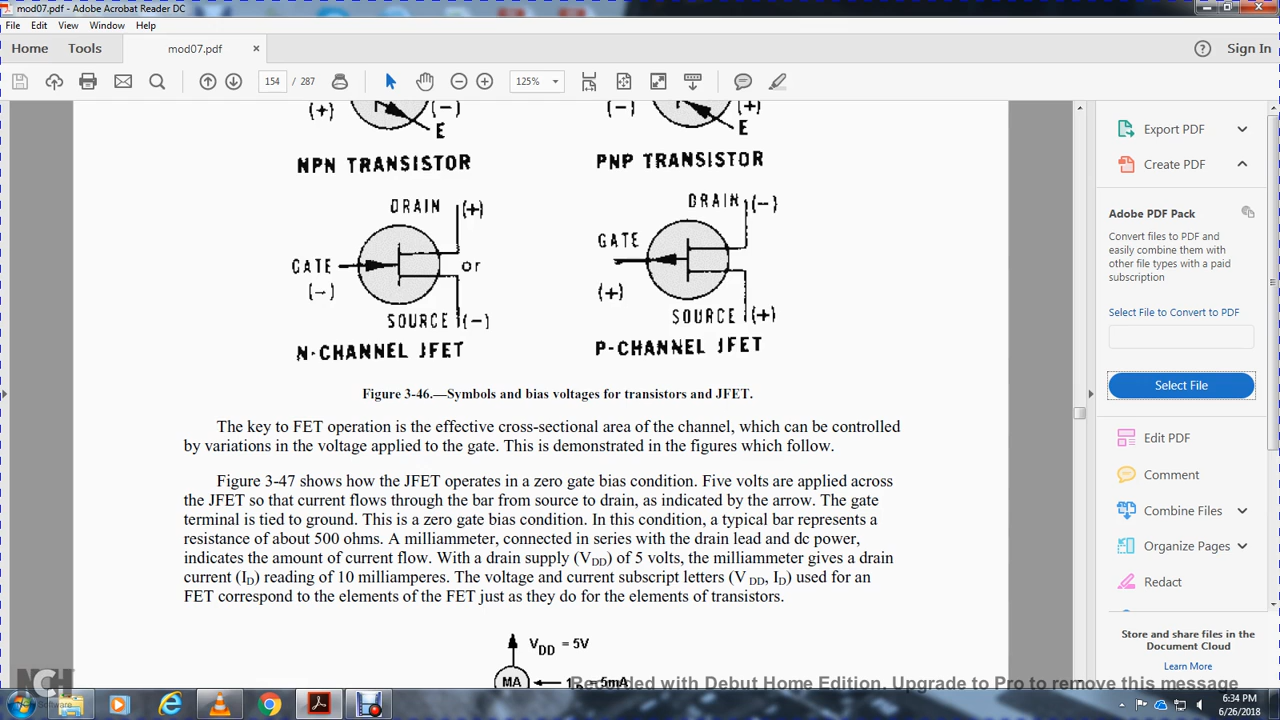 mod07.pdf - Adobe Acrobat Reader DC
File Edit View Window Help
Home Tools mod07.pdf × ? Sign In
154 / 287 125%
(+) (-) E (-) (+) E
NPN TRANSISTOR PNP TRANSISTOR
DRAIN (+) DRAIN (-)
GATE or GATE
(-) (+)
SOURCE (-) SOURCE (+)
N-CHANNEL JFET P-CHANNEL JFET
Figure 3-46.—Symbols and bias voltages for transistors and JFET.
The key to FET operation is the effective cross-sectional area of the channel, which can be controlled
by variations in the voltage applied to the gate. This is demonstrated in the figures which follow.
Figure 3-47 shows how the JFET operates in a zero gate bias condition. Five volts are applied across
the JFET so that current flows through the bar from source to drain, as indicated by the arrow. The gate
terminal is tied to ground. This is a zero gate bias condition. In this condition, a typical bar represents a
resistance of about 500 ohms. A milliammeter, connected in series with the drain lead and dc power,
indicates the amount of current flow. With a drain supply (VDD) of 5 volts, the milliammeter gives a drain
current (ID) reading of 10 milliamperes. The voltage and current subscript letters (V DD, ID) used for an
FET correspond to the elements of the FET just as they do for the elements of transistors.
VDD = 5V
MA
Export PDF
Create PDF
Adobe PDF Pack
Convert files to PDF and
easily combine them with
other file types with a paid
subscription
Select File to Convert to PDF
Select File
Edit PDF
Comment
Combine Files
Organize Pages
Redact
Store and share files in the
Document Cloud
Learn More
Recorded with Debut Home Edition. Upgrade to Pro to remove this message
NCH
Software
6:34 PM
6/26/2018